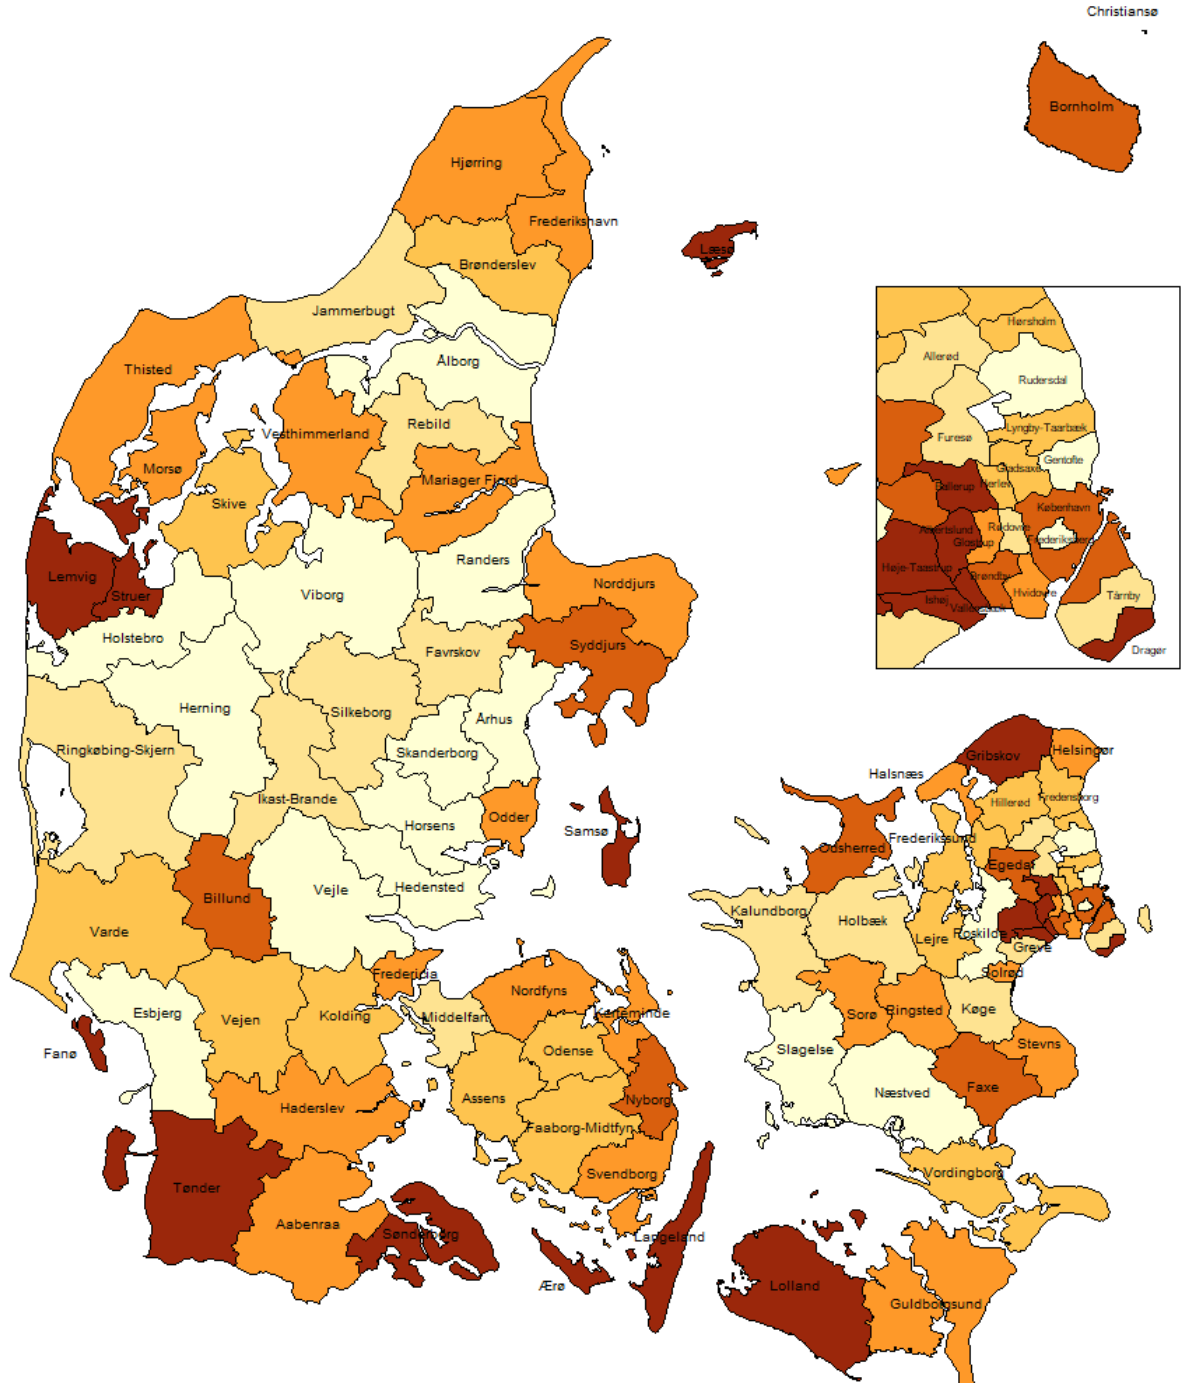 Christiansø
Bornholm
Hjørring
Frederikshavn
Læsø
Brønderslev
Jammerbugt
Ålborg
Thisted
Vesthimmerland
Rebild
Morsø
Mariager Fjord
Skive
Randers
Lemvig
Struer
Viborg
Norddjurs
Holstebro
Favrskov
Syddjurs
Herning
Silkeborg
Århus
Ringkøbing-Skjern
Skanderborg
Ikast-Brande
Horsens
Odder
Samsø
Billund
Vejle
Hedensted
Varde
Fredericia
Esbjerg
Vejen
Kolding
Middelfart
Nordfyns
Kerteminde
Fanø
Odense
Haderslev
Assens
Nyborg
Faaborg-Midtfyn
Svendborg
Tønder
Aabenraa
Sønderborg
Langeland
Ærø
Hørsholm
Allerød
Rudersdal
Lyngby-Taarbæk
Furesø
Gentofte
Gladsaxe
Ballerup
Herlev
København
Albertslund
Rødovre
Glostrup
Frederiksberg
Høje-Taastrup
Brøndby
Hvidovre
Ishøj
Vallensbæk
Tårnby
Dragør
Gribskov
Helsingør
Halsnæs
Hillerød
Fredensborg
Frederikssund
Odsherred
Egedal
Kalundborg
Holbæk
Lejre
Roskilde
Greve
Solrød
Sorø
Ringsted
Køge
Slagelse
Stevns
Næstved
Faxe
Vordingborg
Lolland
Guldborgsund